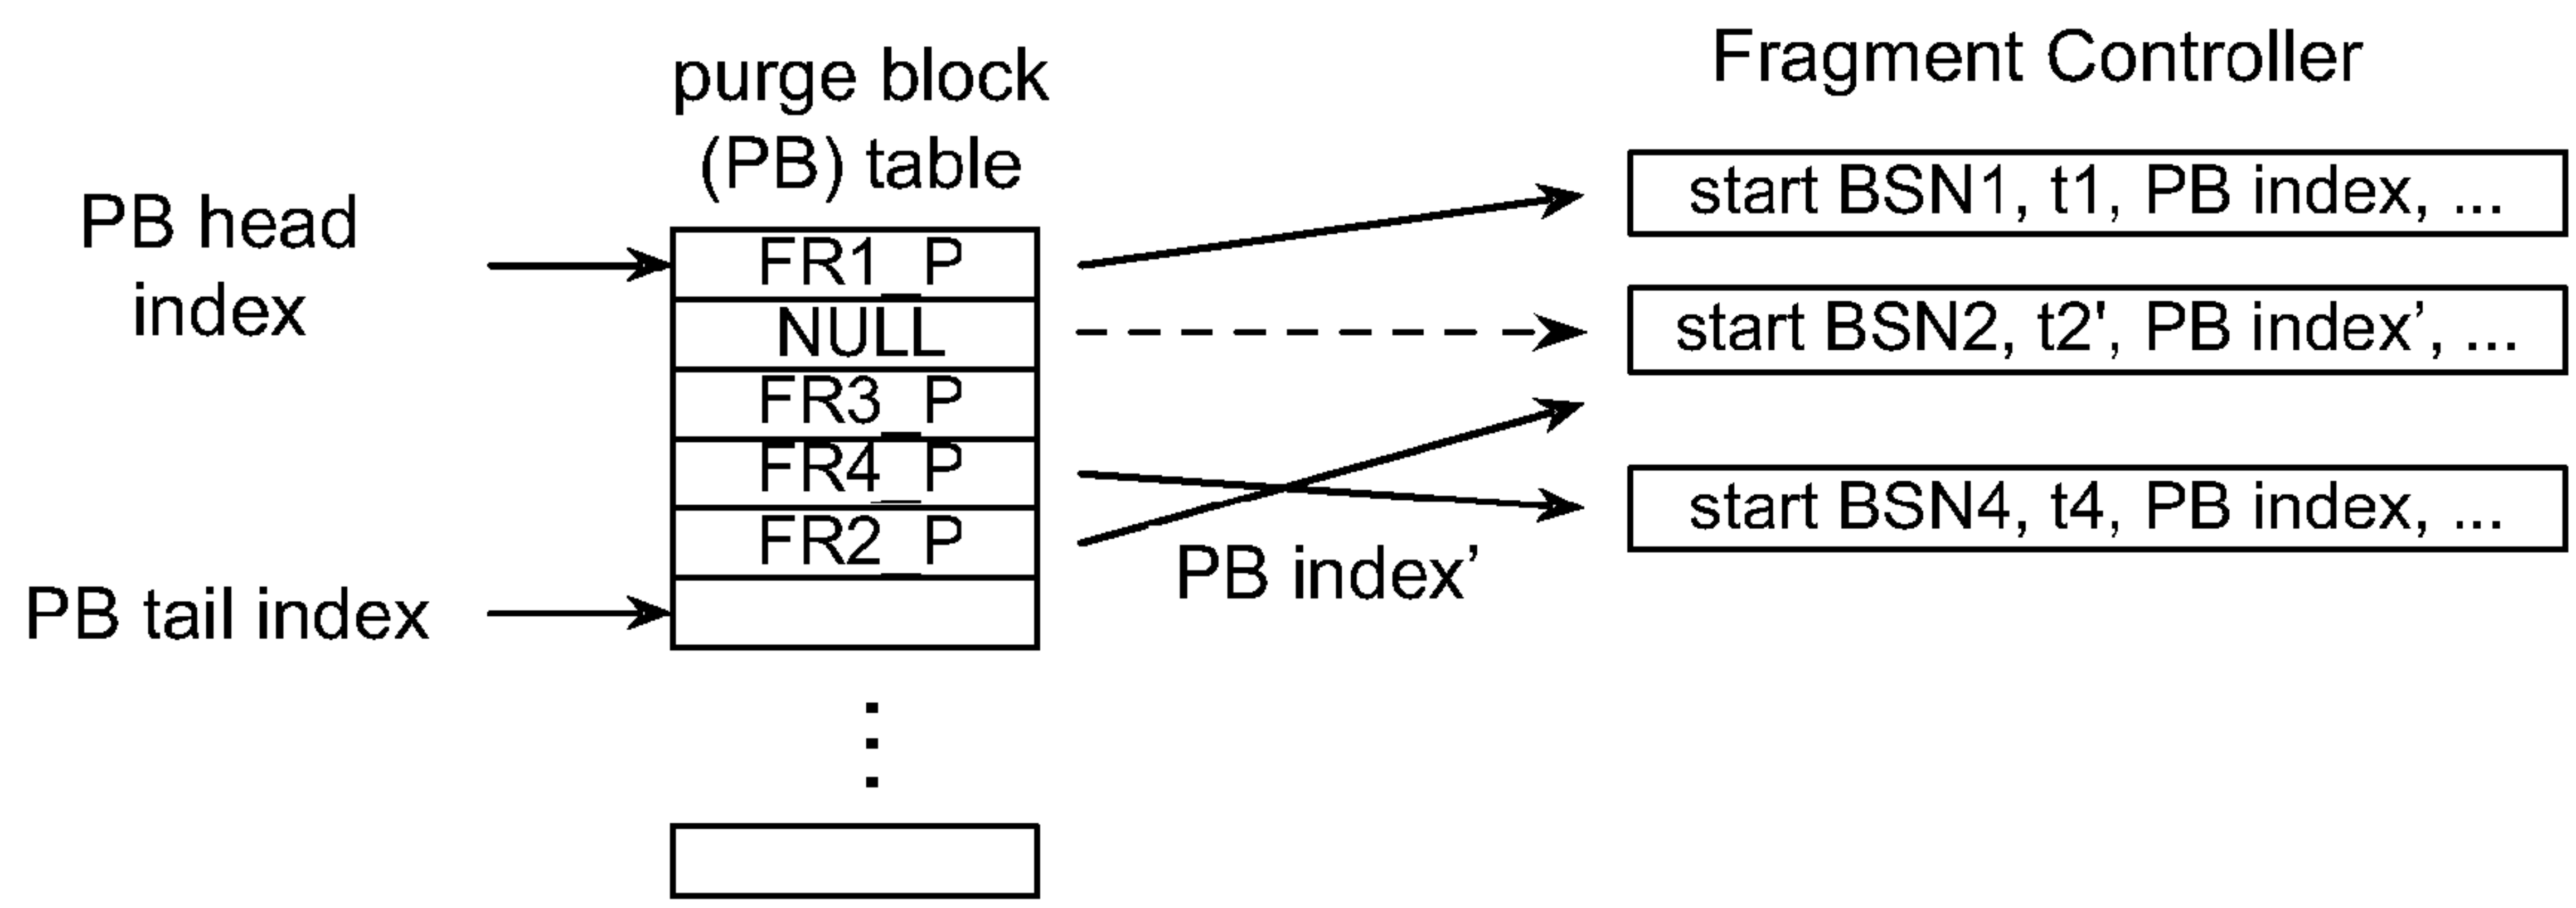 purge block
(PB) table
Fragment Controller
PB head
index
PB tail index
FR1_P
NULL
FR3_P
FR4_P
FR2_P
PB index’
start BSN1, t1, PB index, ...
start BSN2, t2', PB index’, ...
start BSN4, t4, PB index, ...